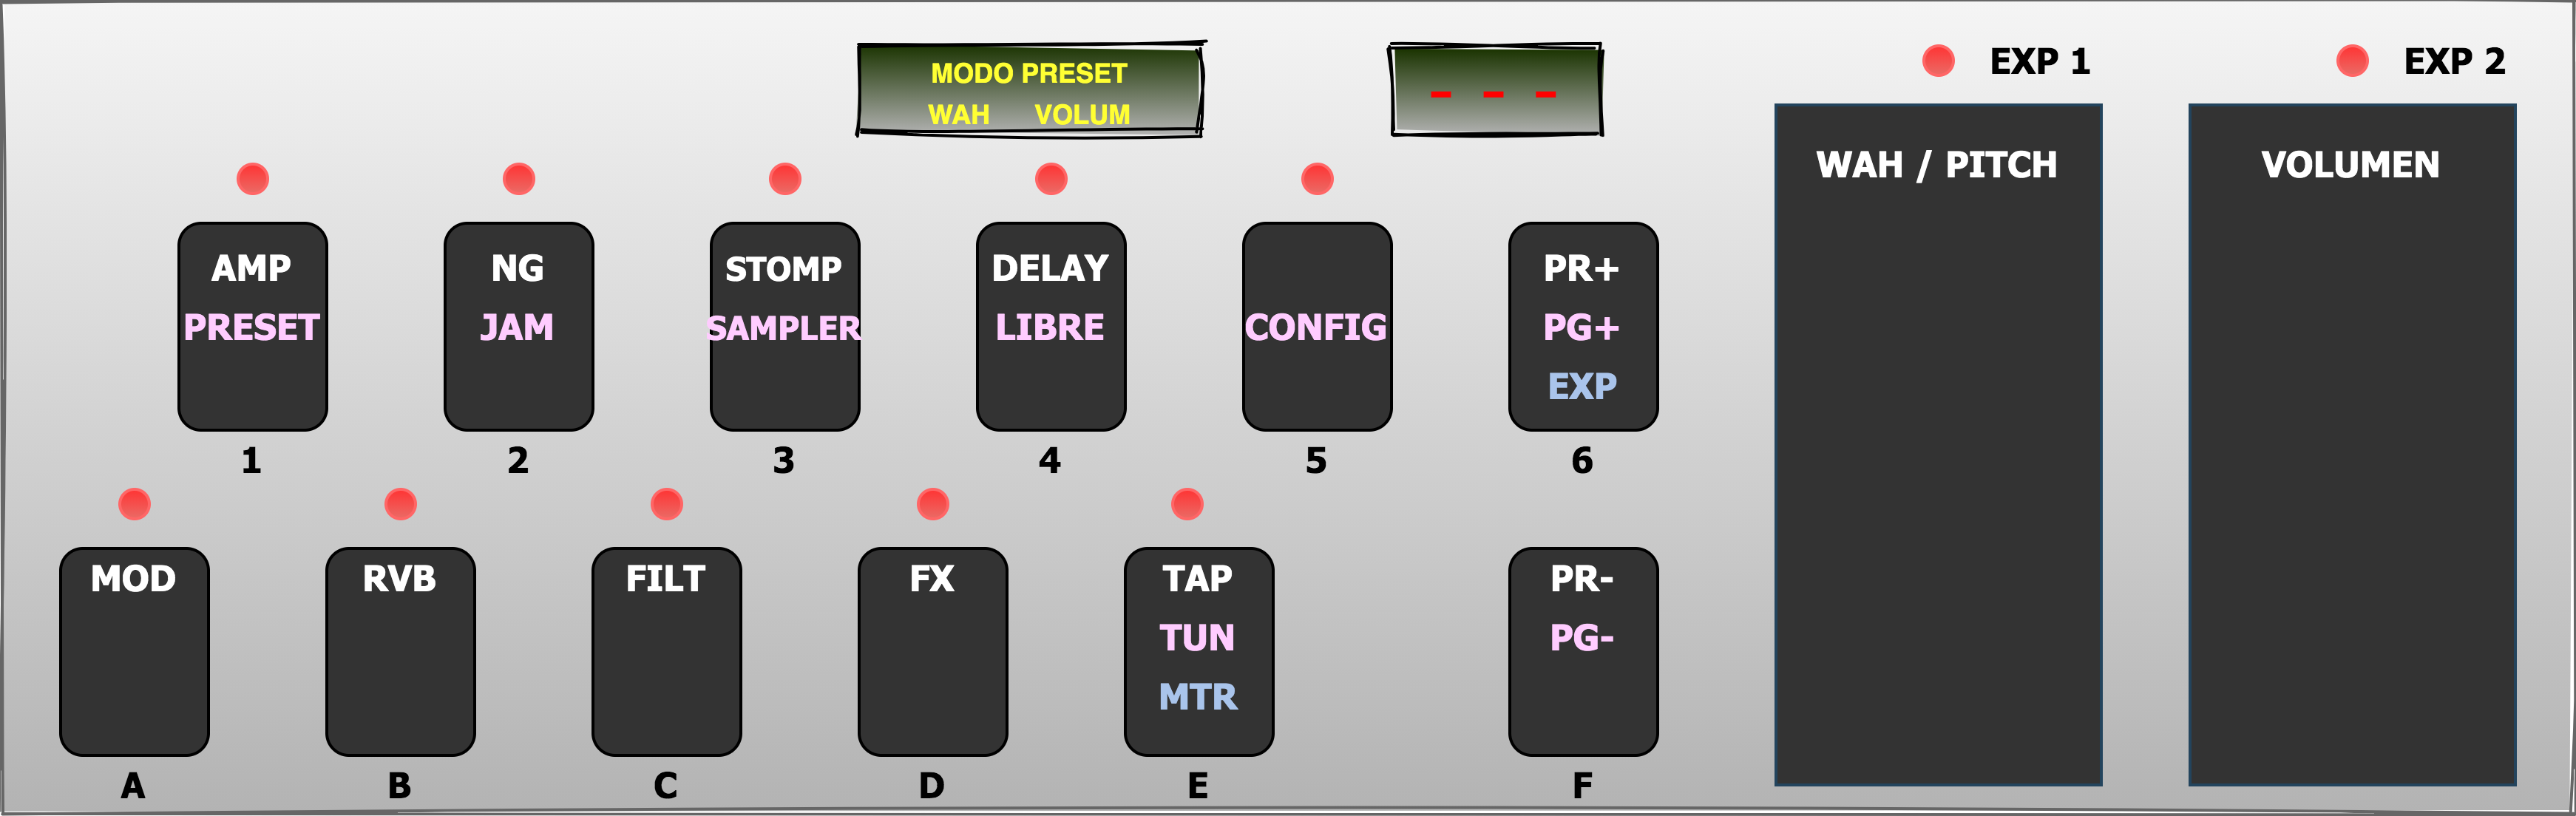 MODO PRESET
WAH VOLUM
- - -
EXP 1
EXP 2
WAH / PITCH
VOLUMEN
AMP
PRESET
1
NG
JAM
2
STOMP
SAMPLER
3
DELAY
LIBRE
4
CONFIG
5
PR+
PG+
EXP
6
MOD
A
RVB
B
FILT
C
FX
D
TAP
TUN
MTR
E
PR-
PG-
F